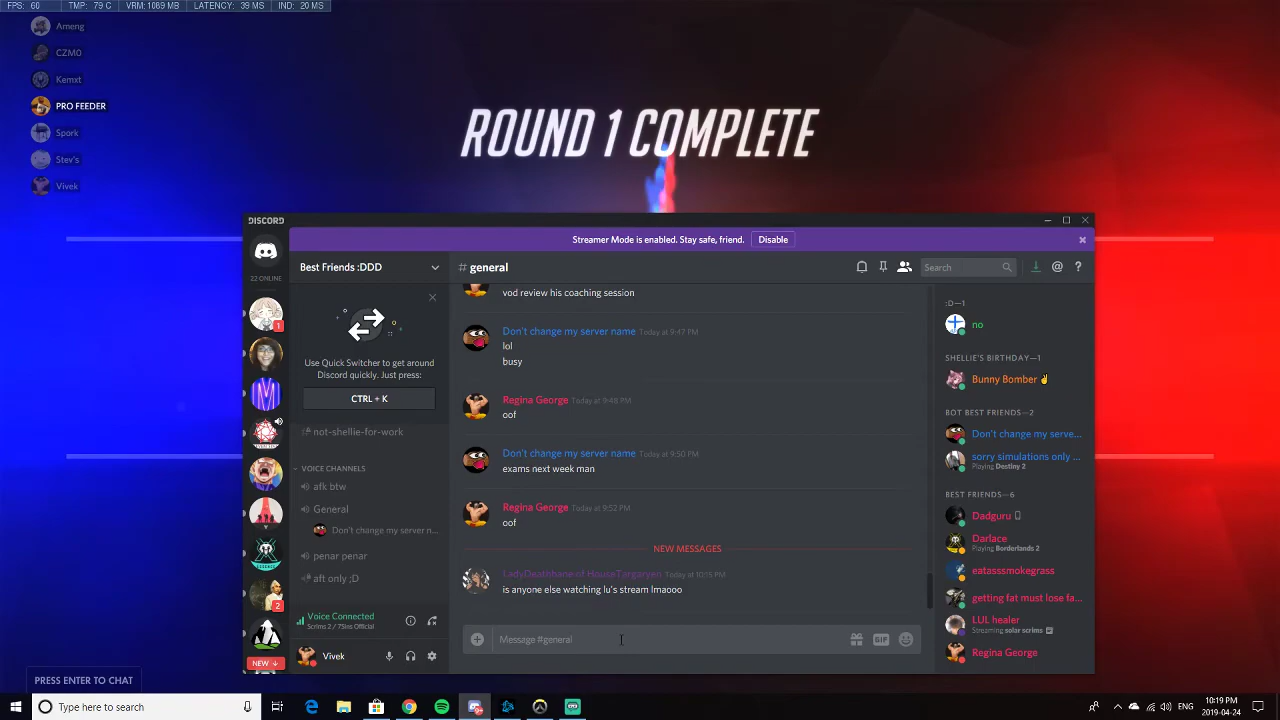 FPS: 60 TMP: 79 C VRM: 1089 MB LATENCY: 39 MS IND: 20 MS
Ameng
CZM0
Kemxt
PRO FEEDER
Spork
Stev's
Vivek
ROUND 1 COMPLETE
DISCORD
Streamer Mode is enabled. Stay safe, friend. Disable
22 ONLINE
1
2
NEW ↓
Best Friends :DDD
Use Quick Switcher to get around
Discord quickly. Just press:
CTRL + K
not-shellie-for-work
VOICE CHANNELS
afk btw
General
Don't change my server n...
penar penar
aft only ;D
Voice Connected
Scrims 2 / 75ks Official
Vivek
# general
Search
vod review his coaching session
Don't change my server name Today at 9:47 PM
lol
busy
Regina George Today at 9:48 PM
oof
Don't change my server name Today at 9:50 PM
exams next week man
Regina George Today at 9:52 PM
oof
NEW MESSAGES
LadyDeathbane of HouseTargaryen Today at 10:15 PM
is anyone else watching lu's stream lmaooo
Message #general
GIF
:D—1
no
SHELLIE'S BIRTHDAY—1
Bunny Bomber ✌
BOT BEST FRIENDS—2
Don't change my serve...
sorry simulations only ...
Playing Destiny 2
BEST FRIENDS—6
Dadguru
Darlace
Playing Borderlands 2
eatasssmokegrass
getting fat must lose fa...
LUL healer
Streaming solar scrims
Regina George
PRESS ENTER TO CHAT
Type here to search
ENG
10:19 PM
2019-04-24